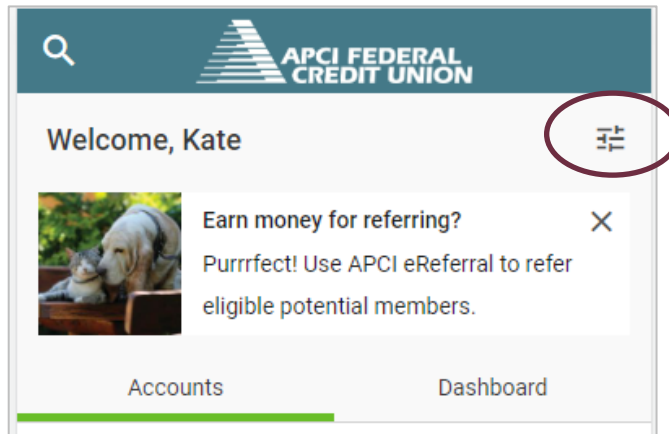 APCI FEDERAL
CREDIT UNION
Welcome, Kate
Earn money for referring?
Purrrfect! Use APCI eReferral to refer
eligible potential members.
Accounts
Dashboard